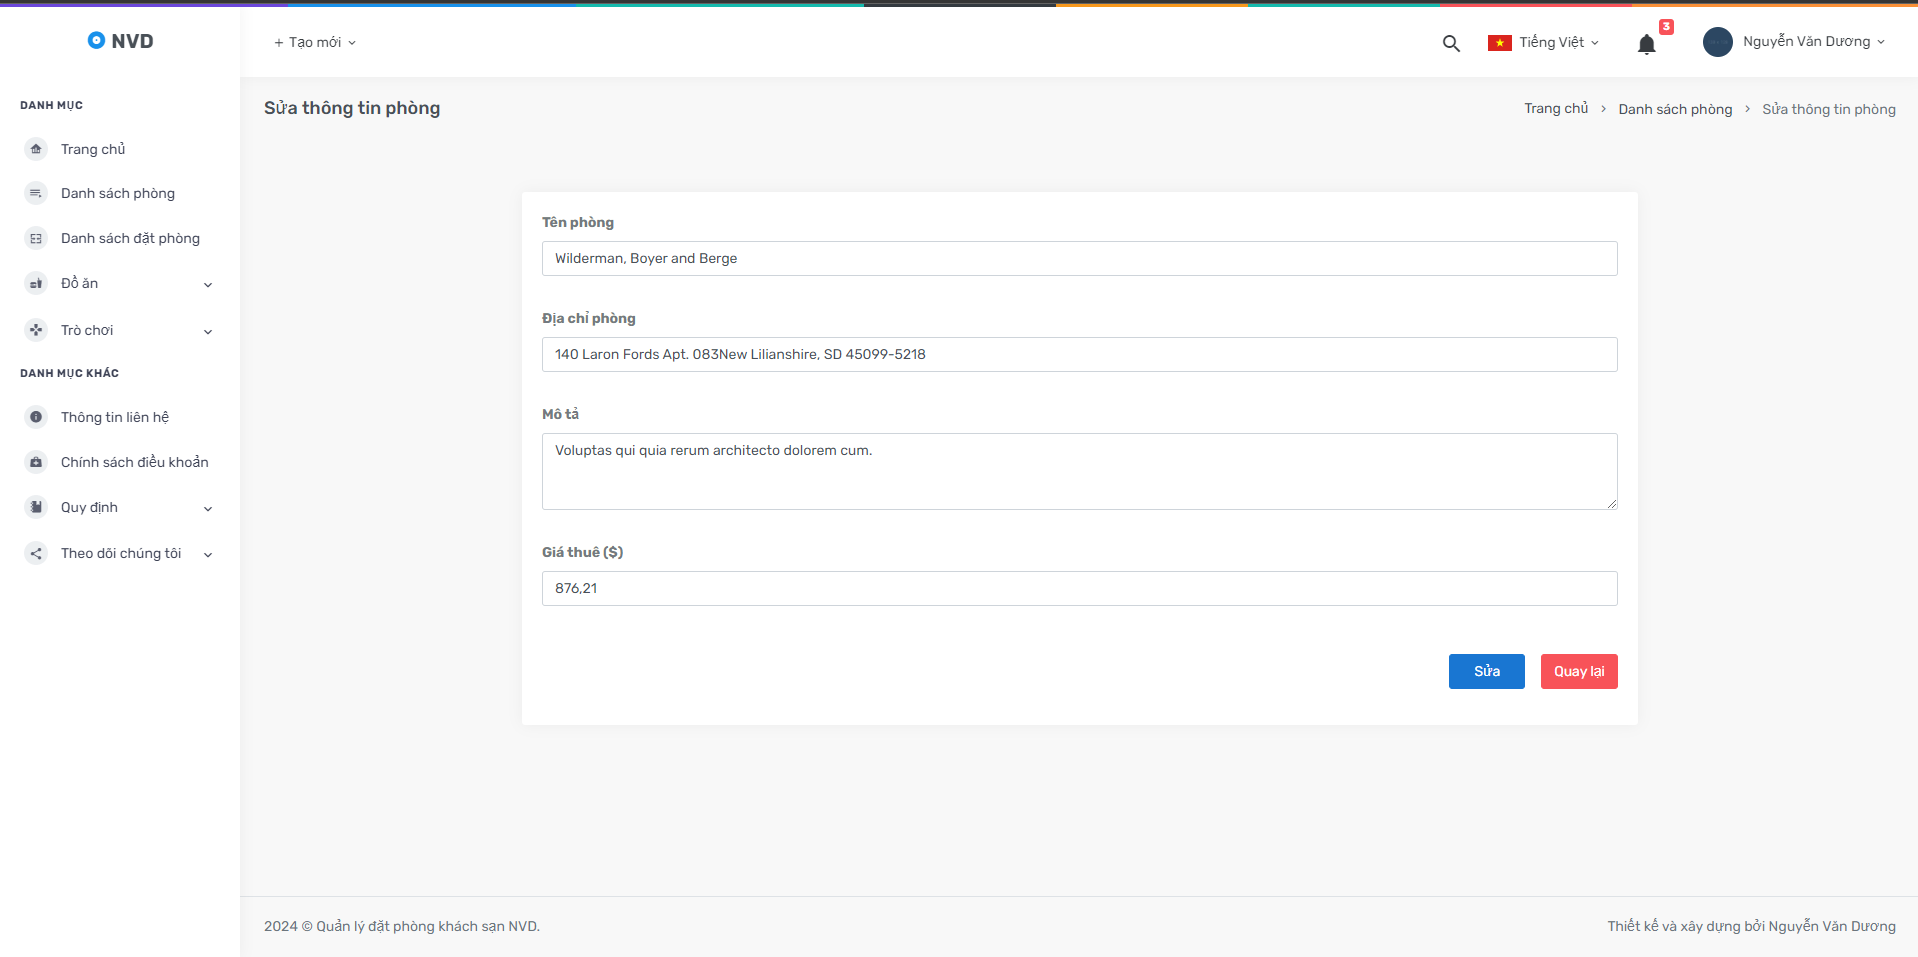 NVD
+ Tạo mới
Tiếng Việt
3
Nguyễn Văn Dương
DANH MỤC
Trang chủ
Danh sách phòng
Danh sách đặt phòng
Đồ ăn
Trò chơi
DANH MỤC KHÁC
Thông tin liên hệ
Chính sách điều khoản
Quy định
Theo dõi chúng tôi
Sửa thông tin phòng
Trang chủ > Danh sách phòng > Sửa thông tin phòng
Tên phòng
Wilderman, Boyer and Berge
Địa chỉ phòng
140 Laron Fords Apt. 083New Lilianshire, SD 45099-5218
Mô tả
Voluptas qui quia rerum architecto dolorem cum.
Giá thuê ($)
876,21
Sửa
Quay lại
2024 © Quản lý đặt phòng khách sạn NVD.
Thiết kế và xây dựng bởi Nguyễn Văn Dương